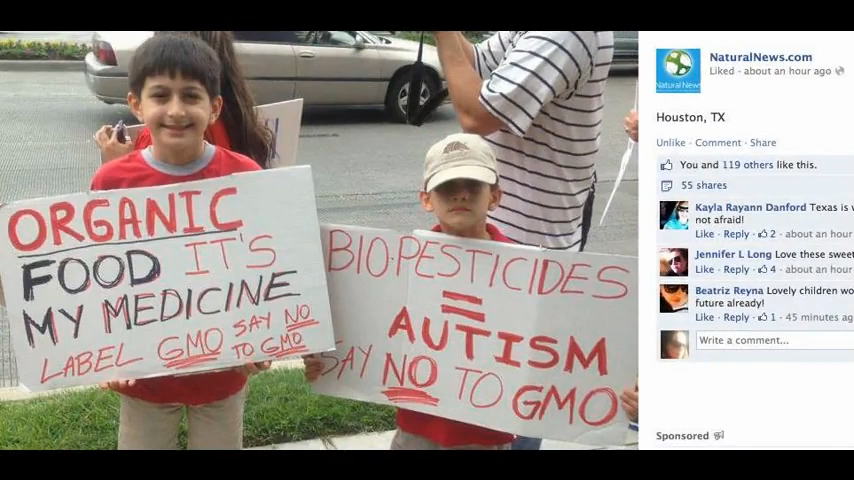 ORGANIC
FOOD IT'S
MY MEDICINE
LABEL GMO SAY NO
TO GMO
BIO-PESTICIDES
=
AUTISM
SAY NO TO GMO
NaturalNews.com
Liked · about an hour ago
Natural News
Houston, TX
Unlike · Comment · Share
You and 119 others like this.
55 shares
Kayla Rayann Danford Texas is
not afraid!
Like · Reply · 2 · about an hour
Jennifer L Long Love these sweet
Like · Reply · 4 · about an hour
Beatriz Reyna Lovely children wo
future already!
Like · Reply · 1 · 45 minutes ag
Write a comment...
Sponsored